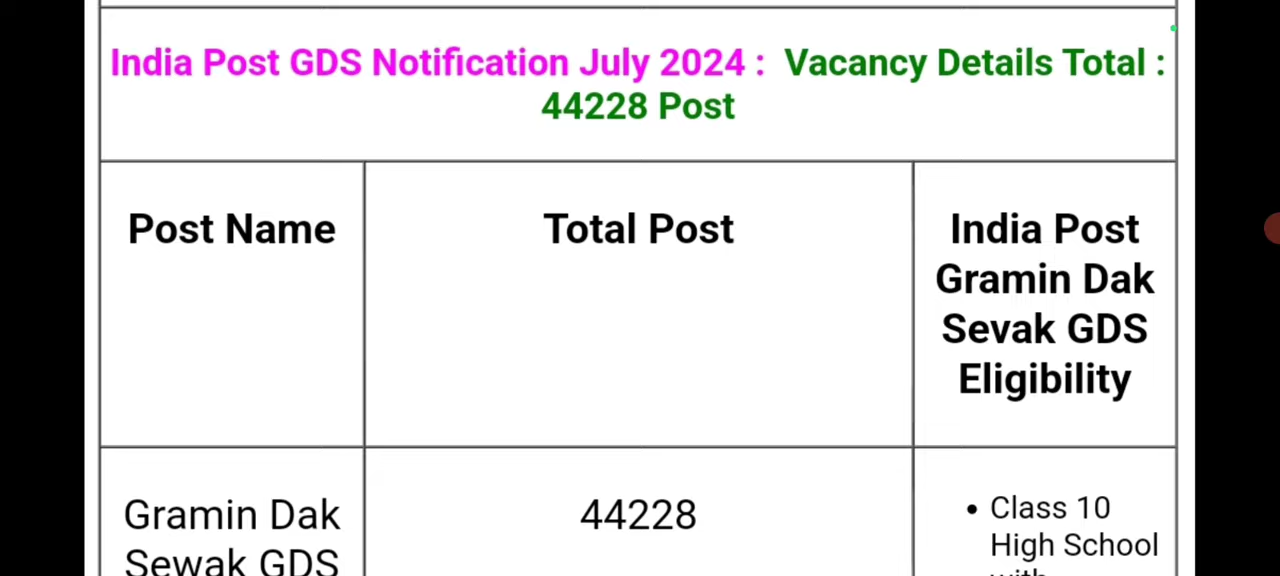 India Post GDS Notification July 2024 : Vacancy Details Total :
44228 Post
Post Name
Total Post
India Post
Gramin Dak
Sevak GDS
Eligibility
Gramin Dak
Sewak GDS
44228
• Class 10
High School
with